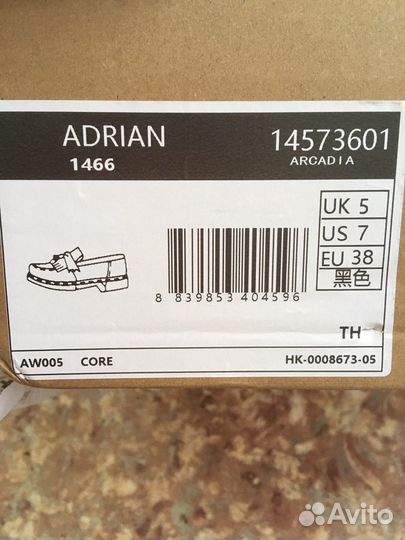 ADRIAN 14573601
1466 ARCADIA
UK 5
US 7
EU 38
黑色
8 839853 404596
TH
AW005 CORE HK-0008673-05
Avito